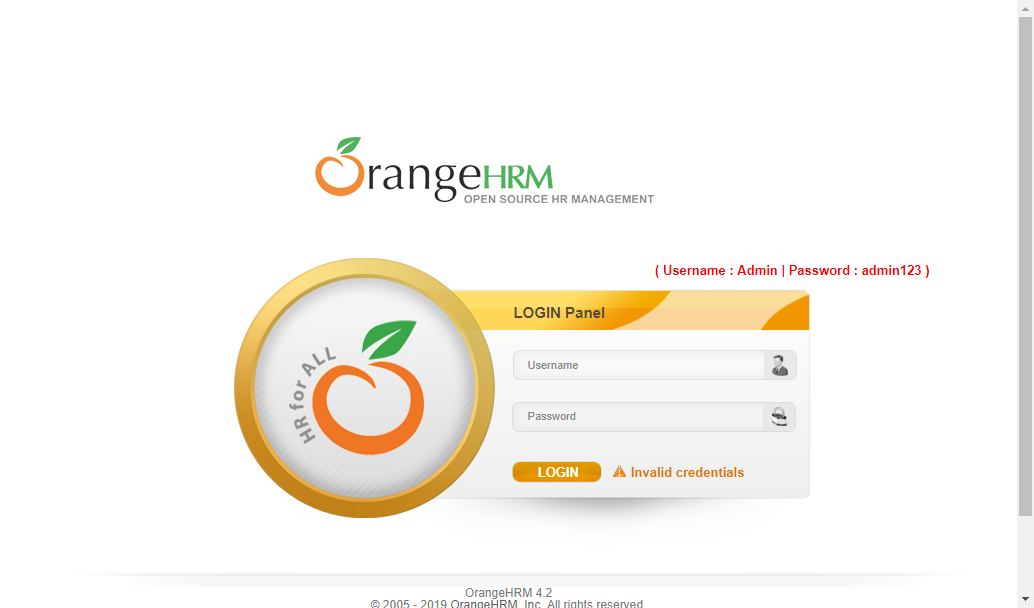 OrangeHRM
OPEN SOURCE HR MANAGEMENT
( Username : Admin | Password : admin123 )
LOGIN Panel
HR for ALL
Username
Password
LOGIN
Invalid credentials
OrangeHRM 4.2
© 2005 - 2019 OrangeHRM, Inc. All rights reserved